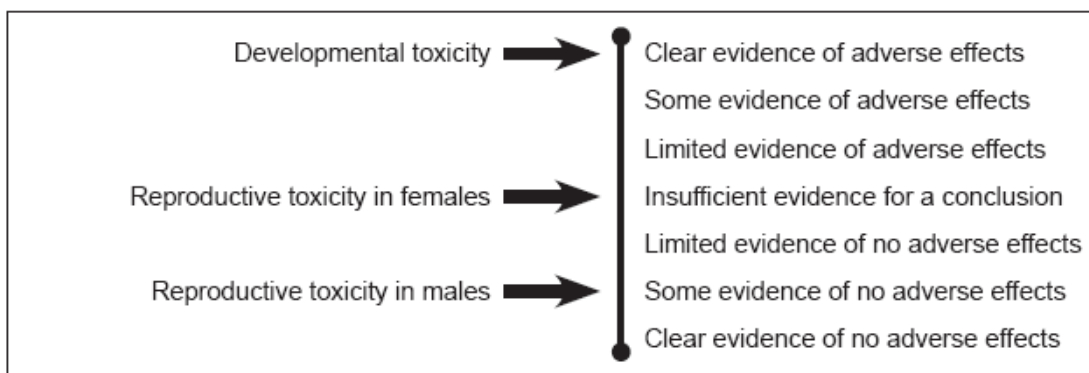 Developmental toxicity Clear evidence of adverse effects
Some evidence of adverse effects
Limited evidence of adverse effects
Reproductive toxicity in females Insufficient evidence for a conclusion
Limited evidence of no adverse effects
Reproductive toxicity in males Some evidence of no adverse effects
Clear evidence of no adverse effects